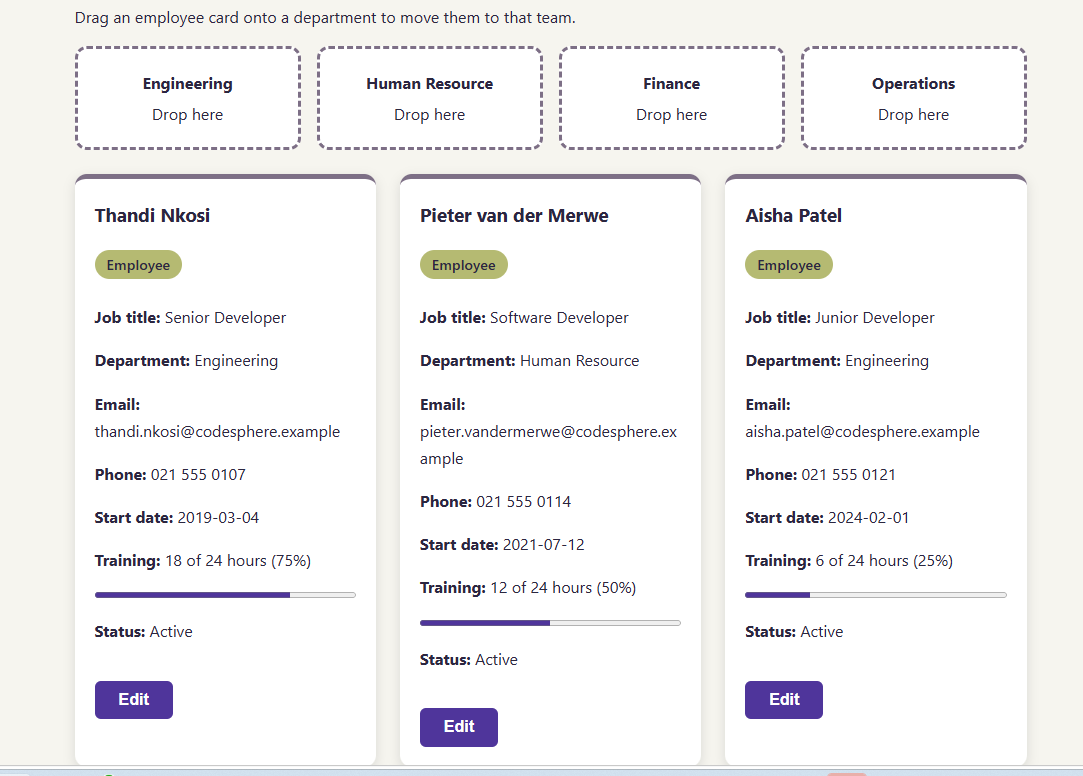 Drag an employee card onto a department to move them to that team.
Engineering
Drop here
Human Resource
Drop here
Finance
Drop here
Operations
Drop here
Thandi Nkosi
Employee
Job title: Senior Developer
Department: Engineering
Email:
thandi.nkosi@codesphere.example
Phone: 021 555 0107
Start date: 2019-03-04
Training: 18 of 24 hours (75%)
Status: Active
Edit
Pieter van der Merwe
Employee
Job title: Software Developer
Department: Human Resource
Email:
pieter.vandermerwe@codesphere.ex
ample
Phone: 021 555 0114
Start date: 2021-07-12
Training: 12 of 24 hours (50%)
Status: Active
Edit
Aisha Patel
Employee
Job title: Junior Developer
Department: Engineering
Email:
aisha.patel@codesphere.example
Phone: 021 555 0121
Start date: 2024-02-01
Training: 6 of 24 hours (25%)
Status: Active
Edit